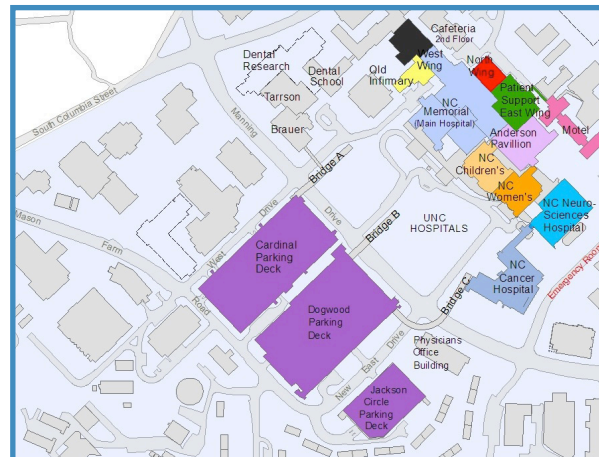 Cafeteria
2nd Floor
West
Wing
North
Wing
Dental
Research
Dental
School
Old
Infimary
Patient
Support
East Wing
Tarrson
NC
Memorial
(Main Hospital)
Motel
South Columbia Street
Manning
Brauer
Anderson
Pavillion
NC
Children's
Bridge A
NC
Women's
NC Neuro-
Sciences
Hospital
Mason
Farm
Road
West
Drive
Drive
Bridge B
UNC
HOSPITALS
Cardinal
Parking
Deck
Bridge C
NC
Cancer
Hospital
Emergency Room
Dogwood
Parking
Deck
New
East
Drive
Physicians
Office
Building
Jackson
Circle
Parking
Deck